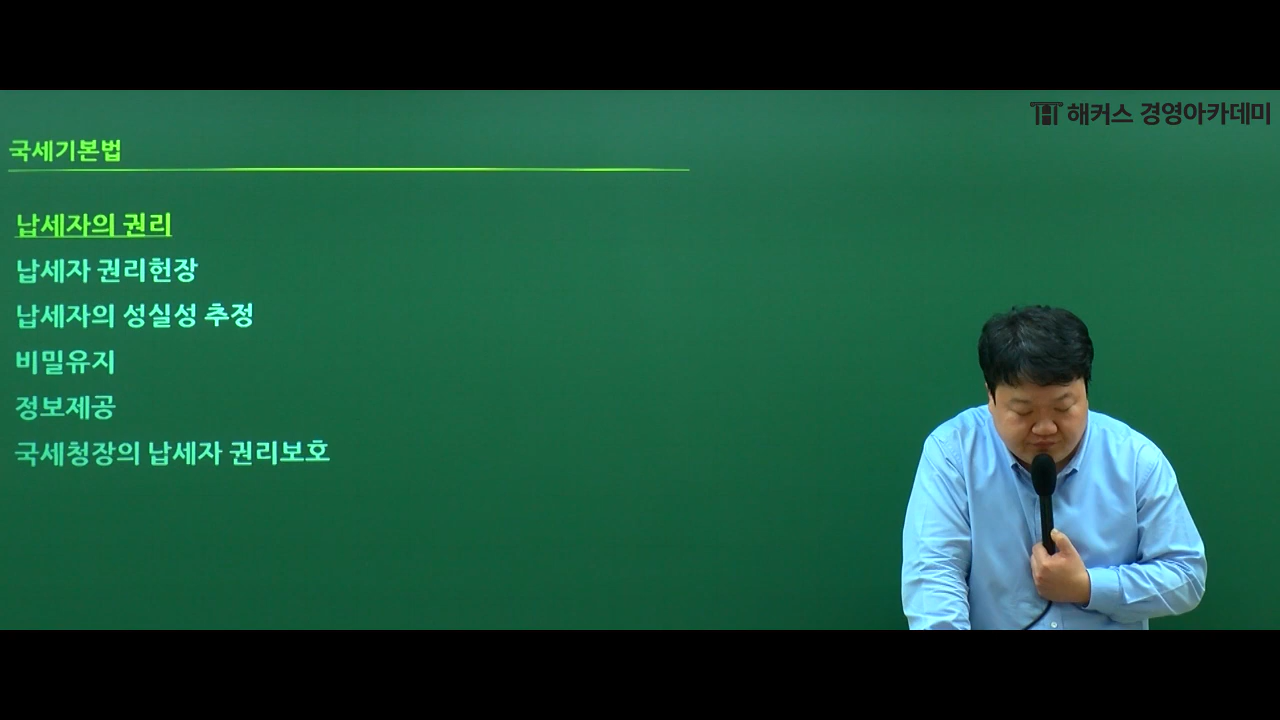 해커스 경영아카데미
국세기본법
납세자의 권리
납세자 권리헌장
납세자의 성실성 추정
비밀유지
정보제공
국세청장의 납세자 권리보호